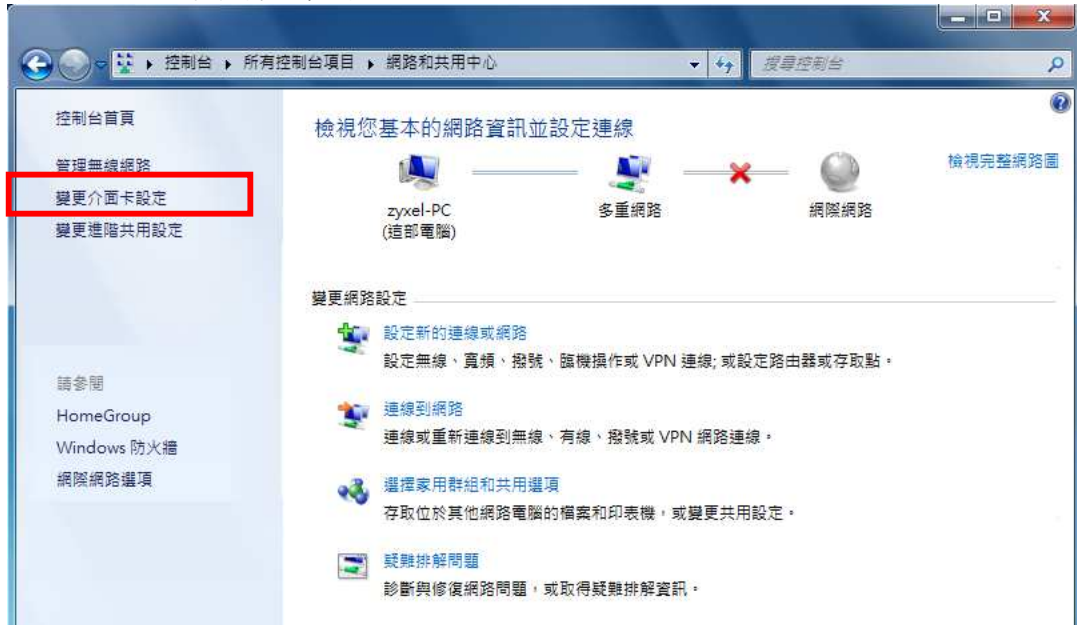 控制台 ▸ 所有控制台項目 ▸ 網路和共用中心
搜尋控制台
控制台首頁
管理無線網路
變更介面卡設定
變更進階共用設定
請參閱
HomeGroup
Windows 防火牆
網際網路選項
檢視您基本的網路資訊並設定連線
檢視完整網路圖
zyxel-PC
(這部電腦)
多重網路
網際網路
變更網路設定
設定新的連線或網路
設定無線、寬頻、撥號、臨機操作或 VPN 連線; 或設定路由器或存取點。
連線到網路
連線或重新連線到無線、有線、撥號或 VPN 網路連線。
選擇家用群組和共用選項
存取位於其他網路電腦的檔案和印表機，或變更共用設定。
疑難排解問題
診斷與修復網路問題，或取得疑難排解資訊。